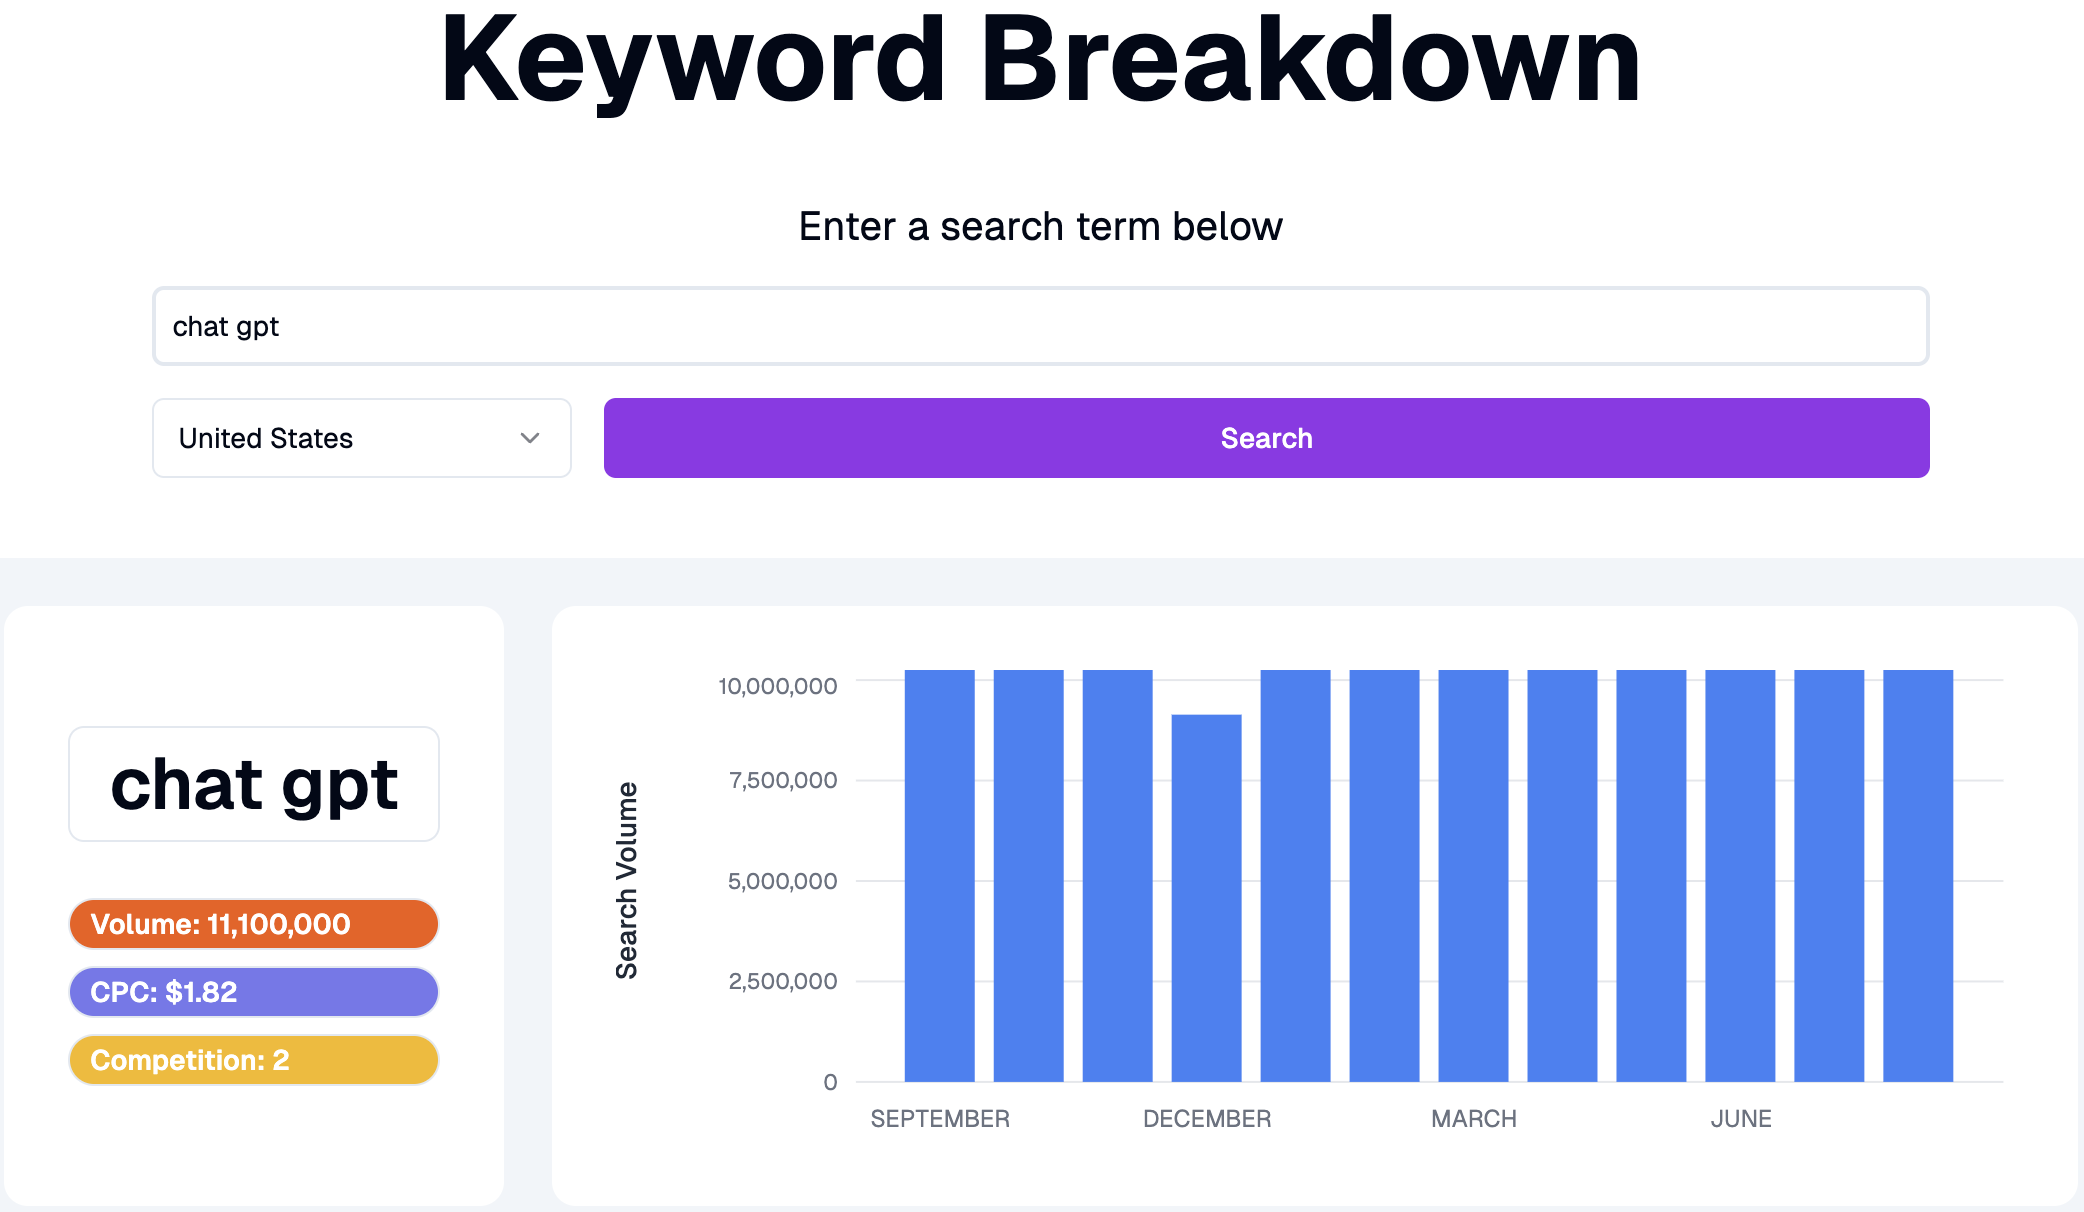 Keyword Breakdown
Enter a search term below
chat gpt
United States
Search
chat gpt
Volume: 11,100,000
CPC: $1.82
Competition: 2
Search Volume
10,000,000
7,500,000
5,000,000
2,500,000
0
SEPTEMBER DECEMBER MARCH JUNE